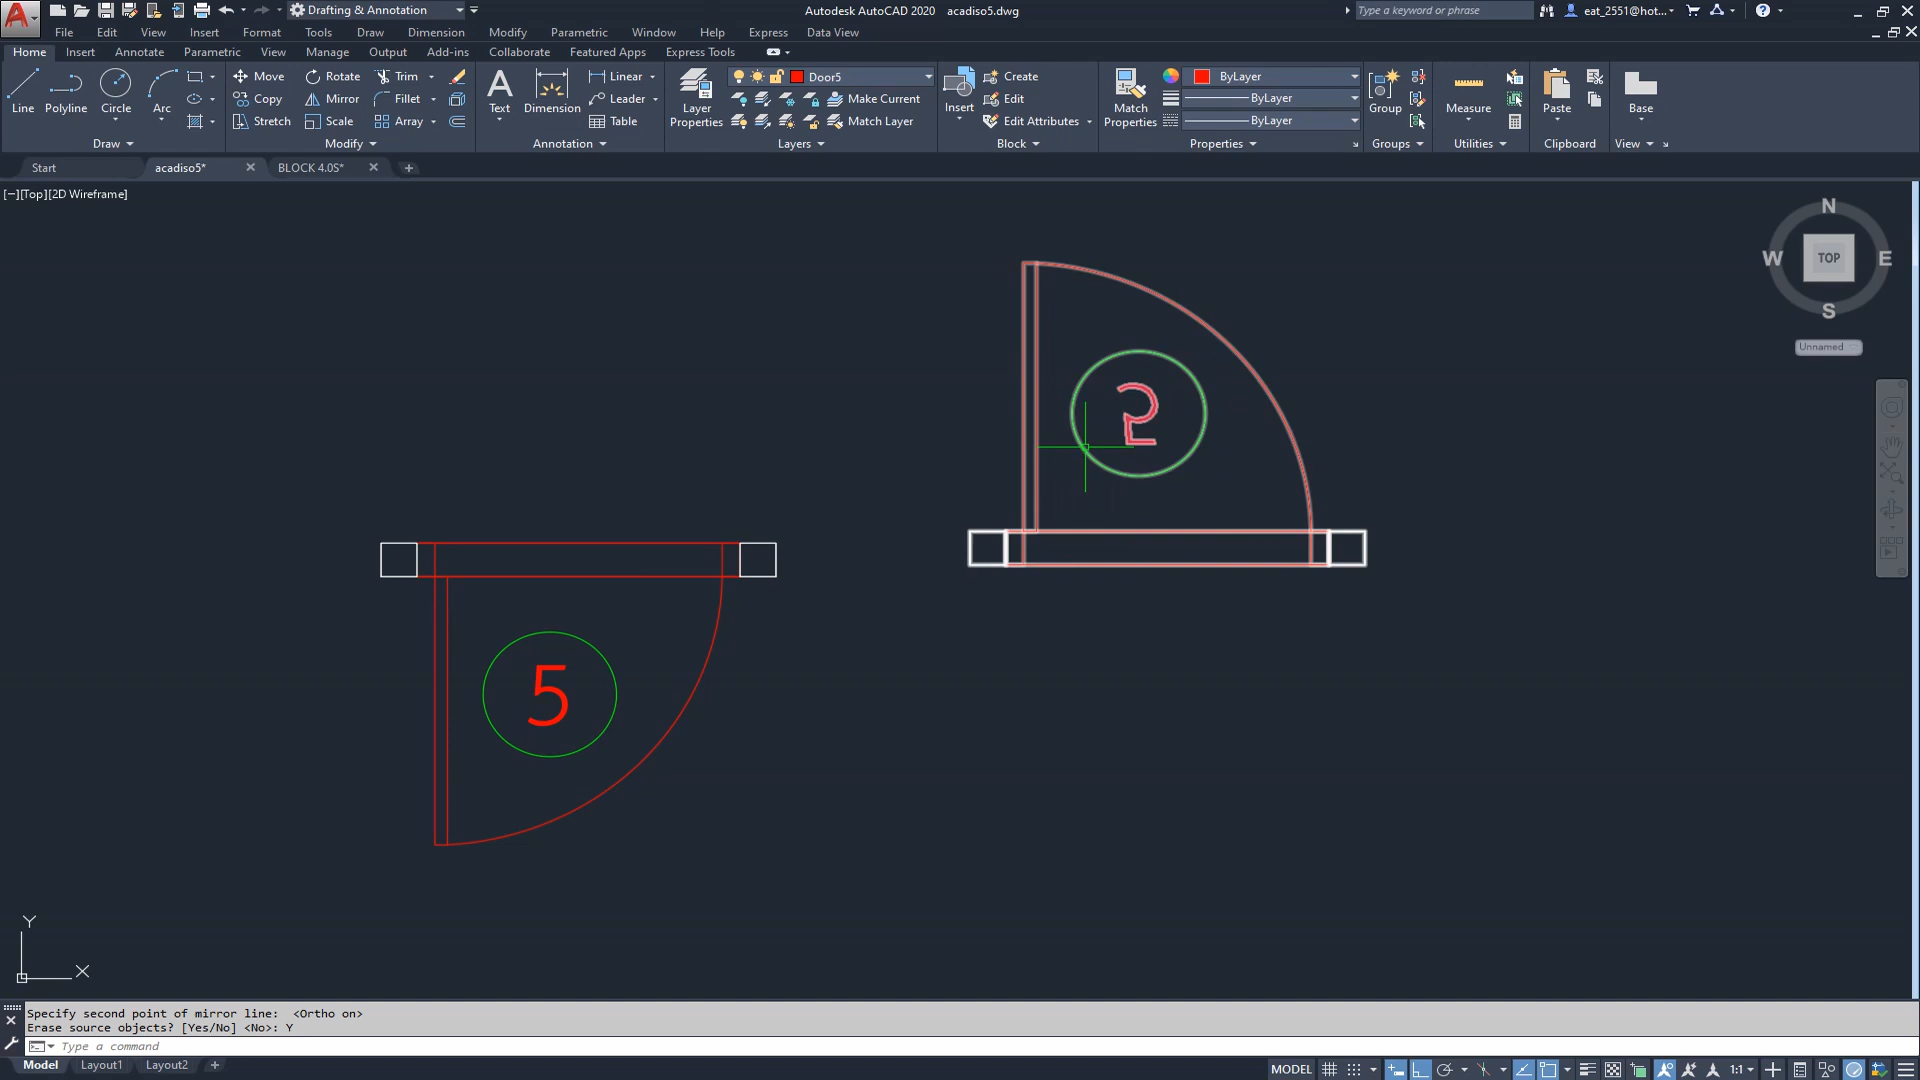 Drafting & Annotation
Autodesk AutoCAD 2020 acadiso5.dwg
Type a keyword or phrase
eat_2551@hot...
File Edit View Insert Format Tools Draw Dimension Modify Parametric Window Help Express Data View
Home Insert Annotate Parametric View Manage Output Add-ins Collaborate Featured Apps Express Tools
Line
Polyline
Circle
Arc
Draw
Move
Rotate
Trim
Copy
Mirror
Fillet
Stretch
Scale
Array
Modify
Text
Dimension
Linear
Leader
Table
Annotation
Layer
Properties
Door5
Make Current
Match Layer
Layers
Insert
Create
Edit
Edit Attributes
Block
Match
Properties
ByLayer
ByLayer
ByLayer
Properties
Group
Groups
Measure
Utilities
Paste
Clipboard
Base
View
Start
acadiso5*
BLOCK 4.0S*
[−][Top][2D Wireframe]
N
W
TOP
E
S
Unnamed
5
5
Y
X
Specify second point of mirror line: <Ortho on>
Erase source objects? [Yes/No] <No>: Y
Type a command
Model Layout1 Layout2
MODEL
1:1